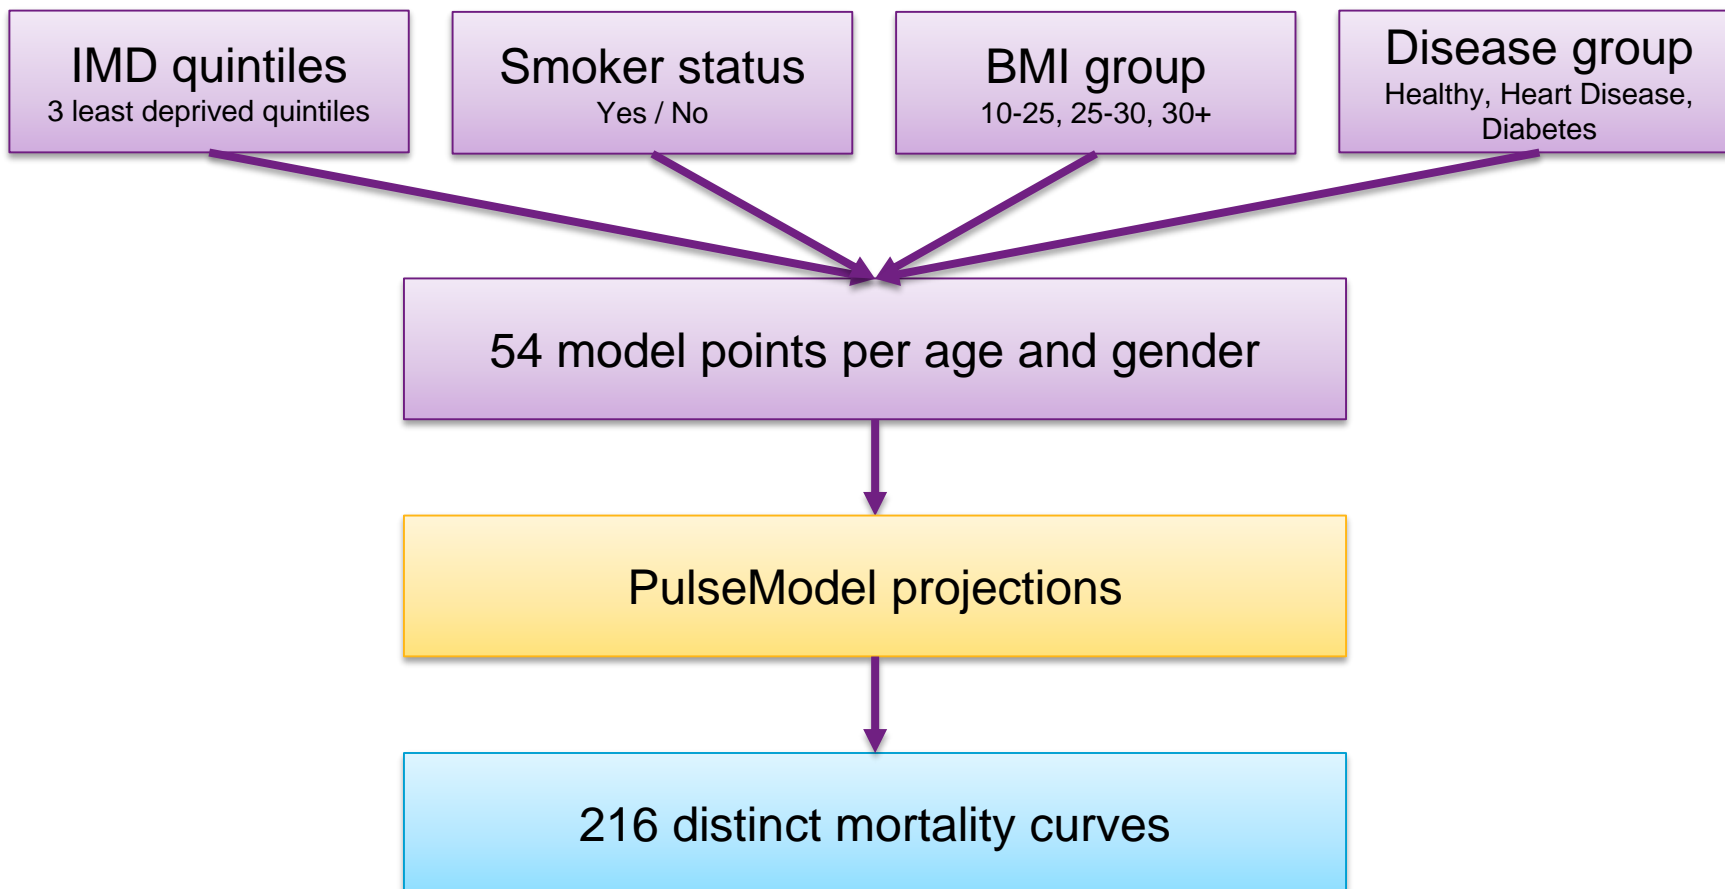 IMD quintiles
3 least deprived quintiles
Smoker status
Yes / No
BMI group
10-25, 25-30, 30+
Disease group
Healthy, Heart Disease,
Diabetes
54 model points per age and gender
PulseModel projections
216 distinct mortality curves